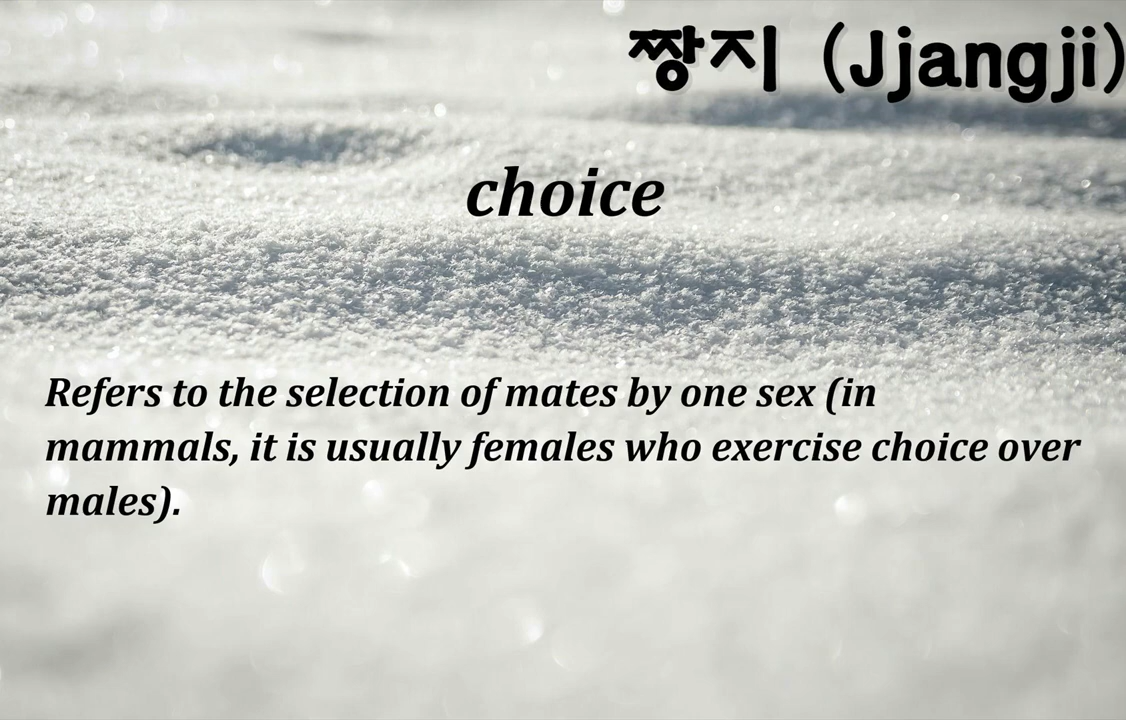 짱지 (Jjangji)
choice
Refers to the selection of mates by one sex (in
mammals, it is usually females who exercise choice over
males).